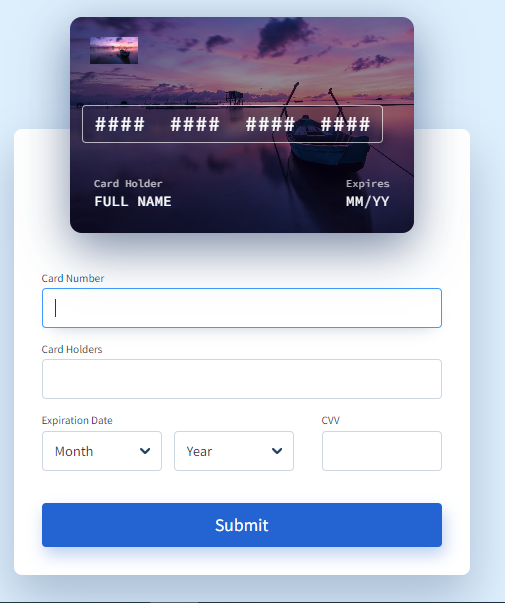 #### #### #### ####
Card Holder Expires
FULL NAME MM/YY
Card Number
Card Holders
Expiration Date CVV
Month Year
Submit